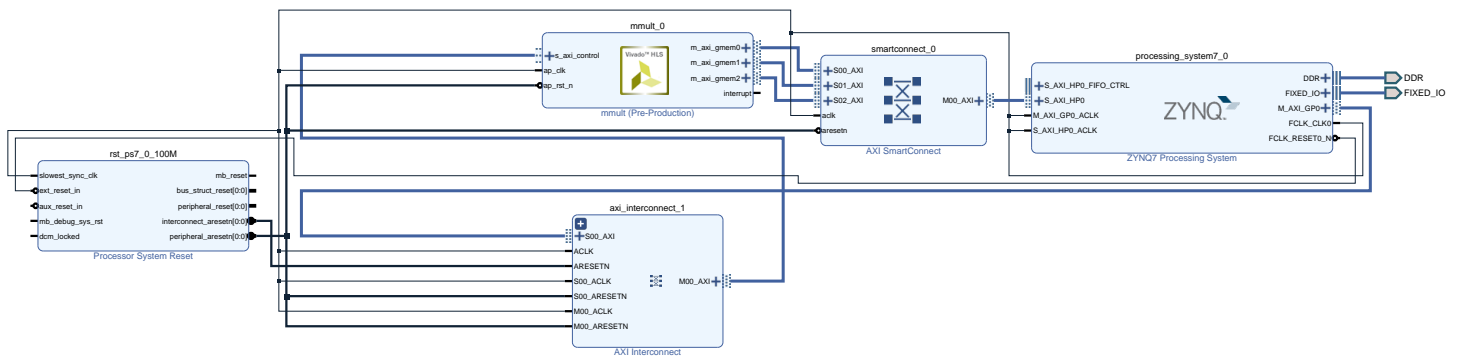 mmult_0
s_axi_control
ap_clk
ap_rst_n
Vivado™ HLS
m_axi_gmem0
m_axi_gmem1
m_axi_gmem2
interrupt
mmult (Pre-Production)
smartconnect_0
S00_AXI
S01_AXI
S02_AXI
aclk
aresetn
M00_AXI
AXI SmartConnect
processing_system7_0
S_AXI_HP0_FIFO_CTRL
S_AXI_HP0
M_AXI_GP0_ACLK
S_AXI_HP0_ACLK
ZYNQ
DDR
FIXED_IO
M_AXI_GP0
FCLK_CLK0
FCLK_RESET0_N
ZYNQ7 Processing System
DDR
FIXED_IO
rst_ps7_0_100M
slowest_sync_clk
ext_reset_in
aux_reset_in
mb_debug_sys_rst
dcm_locked
mb_reset
bus_struct_reset[0:0]
peripheral_reset[0:0]
interconnect_aresetn[0:0]
peripheral_aresetn[0:0]
Processor System Reset
axi_interconnect_1
S00_AXI
ACLK
ARESETN
S00_ACLK
S00_ARESETN
M00_ACLK
M00_ARESETN
M00_AXI
AXI Interconnect